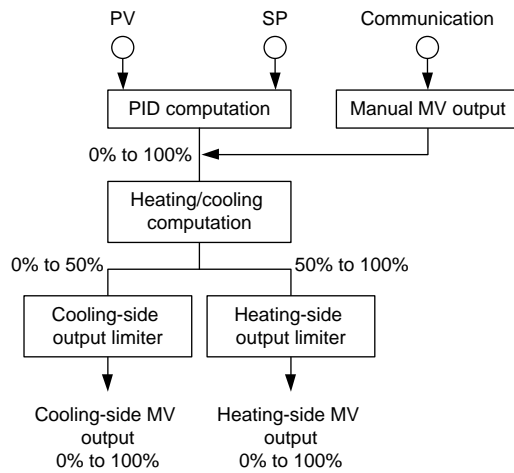 PV
SP
Communication
PID computation
Manual MV output
0% to 100%
Heating/cooling
computation
0% to 50%
50% to 100%
Cooling-side
output limiter
Heating-side
output limiter
Cooling-side MV
output
0% to 100%
Heating-side MV
output
0% to 100%